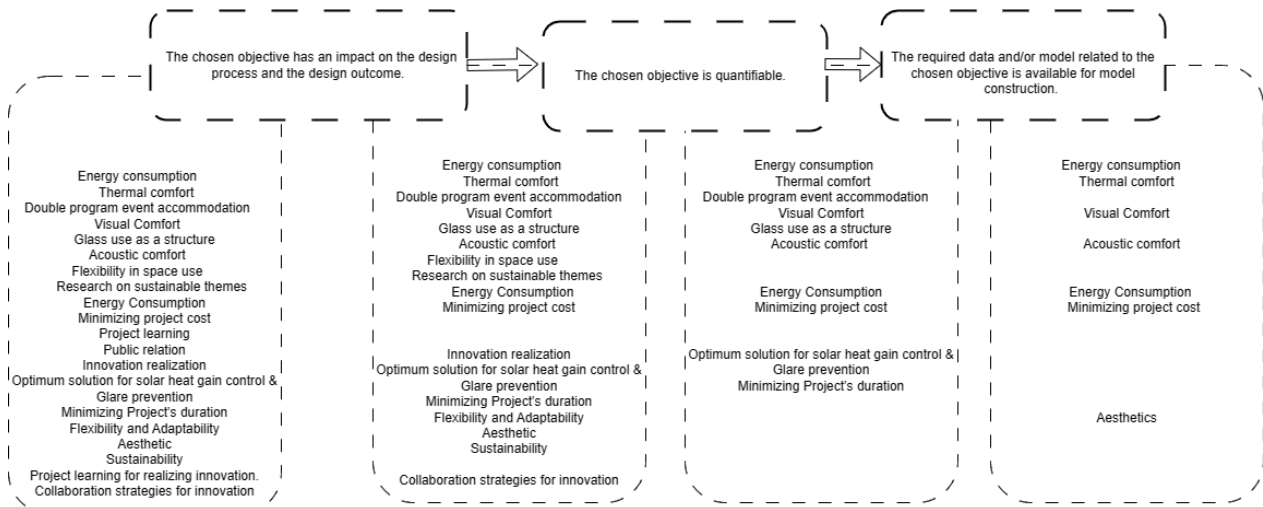 The chosen objective has an impact on the design
process and the design outcome.
The chosen objective is quantifiable.
The required data and/or model related to the
chosen objective is available for model
construction.
Energy consumption
Thermal comfort
Double program event accommodation
Visual Comfort
Glass use as a structure
Acoustic comfort
Flexibility in space use
Research on sustainable themes
Energy Consumption
Minimizing project cost
Project learning
Public relation
Innovation realization
Optimum solution for solar heat gain control &
Glare prevention
Minimizing Project's duration
Flexibility and Adaptability
Aesthetic
Sustainability
Project learning for realizing innovation.
Collaboration strategies for innovation
Energy consumption
Thermal comfort
Double program event accommodation
Visual Comfort
Glass use as a structure
Acoustic comfort
Flexibility in space use
Research on sustainable themes
Energy Consumption
Minimizing project cost
Innovation realization
Optimum solution for solar heat gain control &
Glare prevention
Minimizing Project's duration
Flexibility and Adaptability
Aesthetic
Sustainability
Collaboration strategies for innovation
Energy consumption
Thermal comfort
Double program event accommodation
Visual Comfort
Glass use as a structure
Acoustic comfort
Energy Consumption
Minimizing project cost
Optimum solution for solar heat gain control &
Glare prevention
Minimizing Project's duration
Energy consumption
Thermal comfort
Visual Comfort
Acoustic comfort
Energy Consumption
Minimizing project cost
Aesthetics